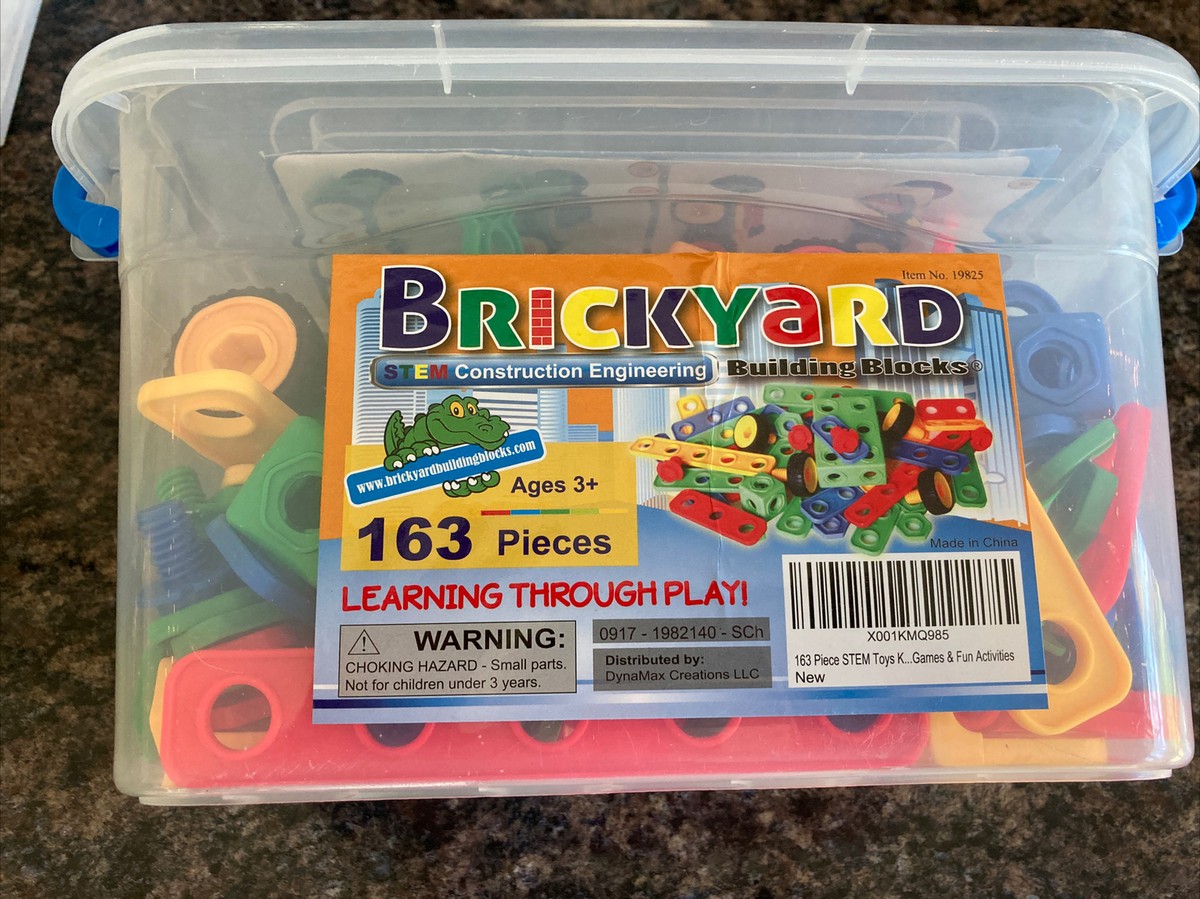 Item No. 19825
BRICKYARD
STEM Construction Engineering
Building Blocks®
www.brickyardbuildingblocks.com
Ages 3+
163 Pieces
Made in China
LEARNING THROUGH PLAY!
WARNING:
CHOKING HAZARD - Small parts.
Not for children under 3 years.
0917 - 1982140 - SCh
Distributed by:
DynaMax Creations LLC
X001KMQ985
163 Piece STEM Toys K...Games & Fun Activities
New